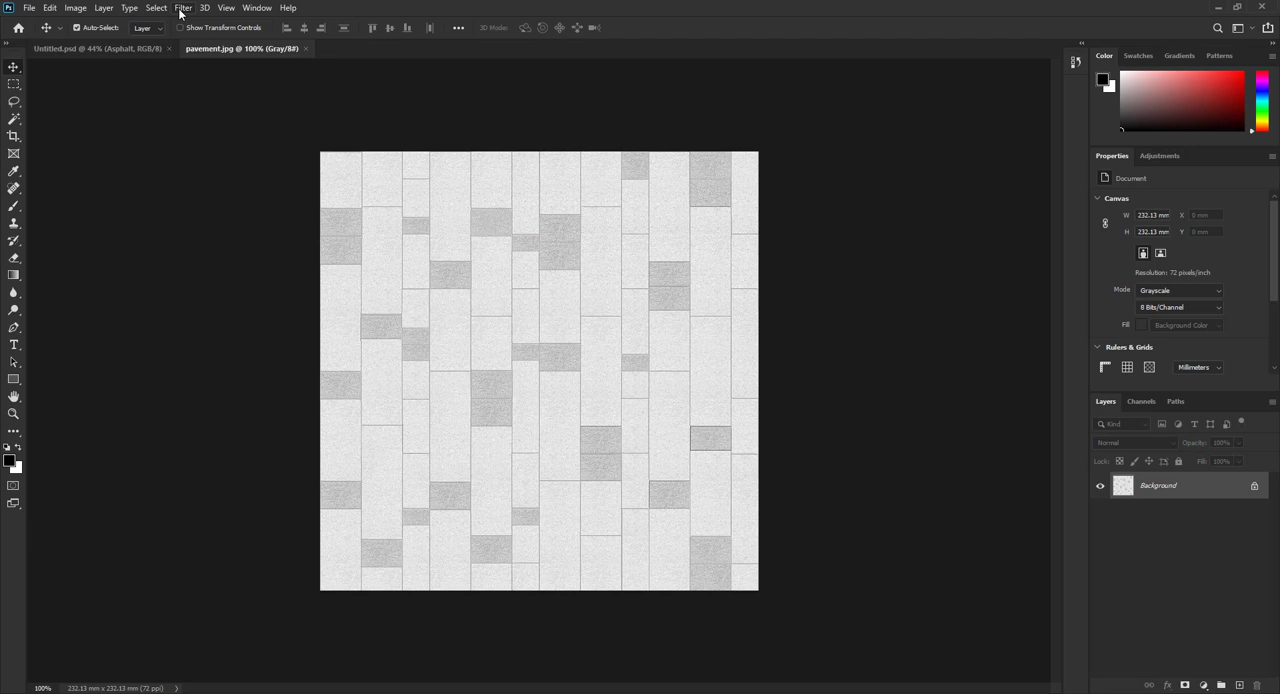 Ps File Edit Image Layer Type Select Filter 3D View Window Help
Auto-Select: Layer Show Transform Controls 3D Mode:
Untitled.psd @ 44% (Asphalt, RGB/8) × pavement.jpg @ 100% (Gray/8#) ×
Color Swatches Gradients Patterns
Properties Adjustments
Document
Canvas
W 232.13 mm X 0 mm
H 232.13 mm Y 0 mm
Resolution: 72 pixels/inch
Mode Grayscale
8 Bits/Channel
Fill Background Color
Rulers & Grids
Millimeters
Layers Channels Paths
Kind
Normal Opacity: 100%
Lock: Fill: 100%
Background
100% 232.13 mm x 232.13 mm (72 ppi)